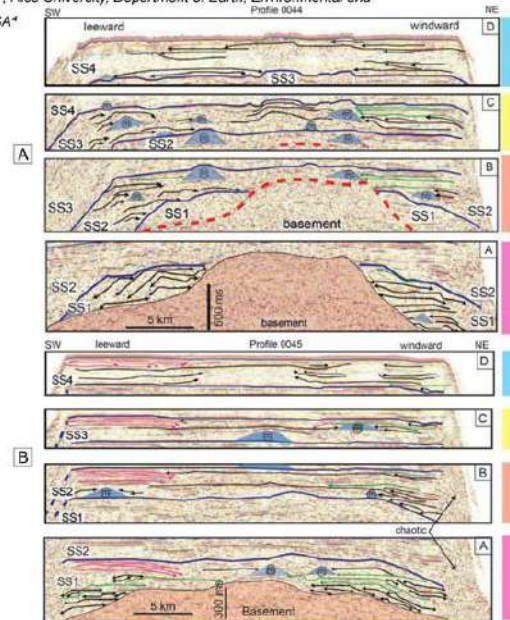 , Rice University, Department of Earth, Environmental and
SA⁴
SW Profile 0044 NE
leeward windward
D
SS4
SS3
C
SS4
SS3 SS2
A
B
SS3
SS2
SS1
basement
SS1
SS2
A
SS2
SS1
5 km
500 ms
basement
SS2
SS1
SW leeward Profile 0045 windward NE
D
SS4
C
SS3
B
B
SS2
SS1
chaotic
A
SS2
SS1
5 km
300 ms
Basement